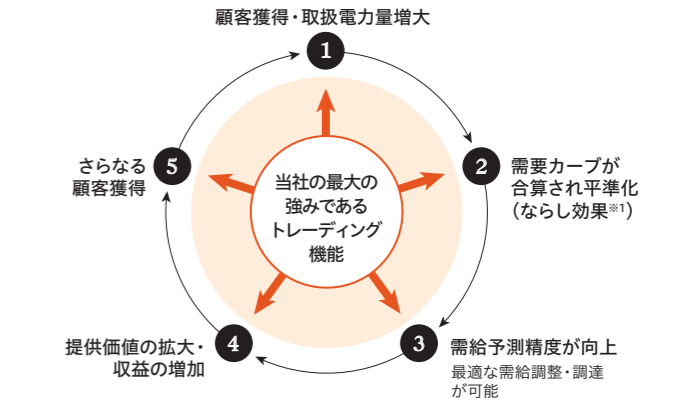 顧客獲得・取扱電力量増大
1
2
需要カーブが
合算され平準化
（ならし効果※1）
3
需給予測精度が向上
最適な需給調整・調達
が可能
4
提供価値の拡大・
収益の増加
5
さらなる
顧客獲得
当社の最大の
強みである
トレーディング
機能